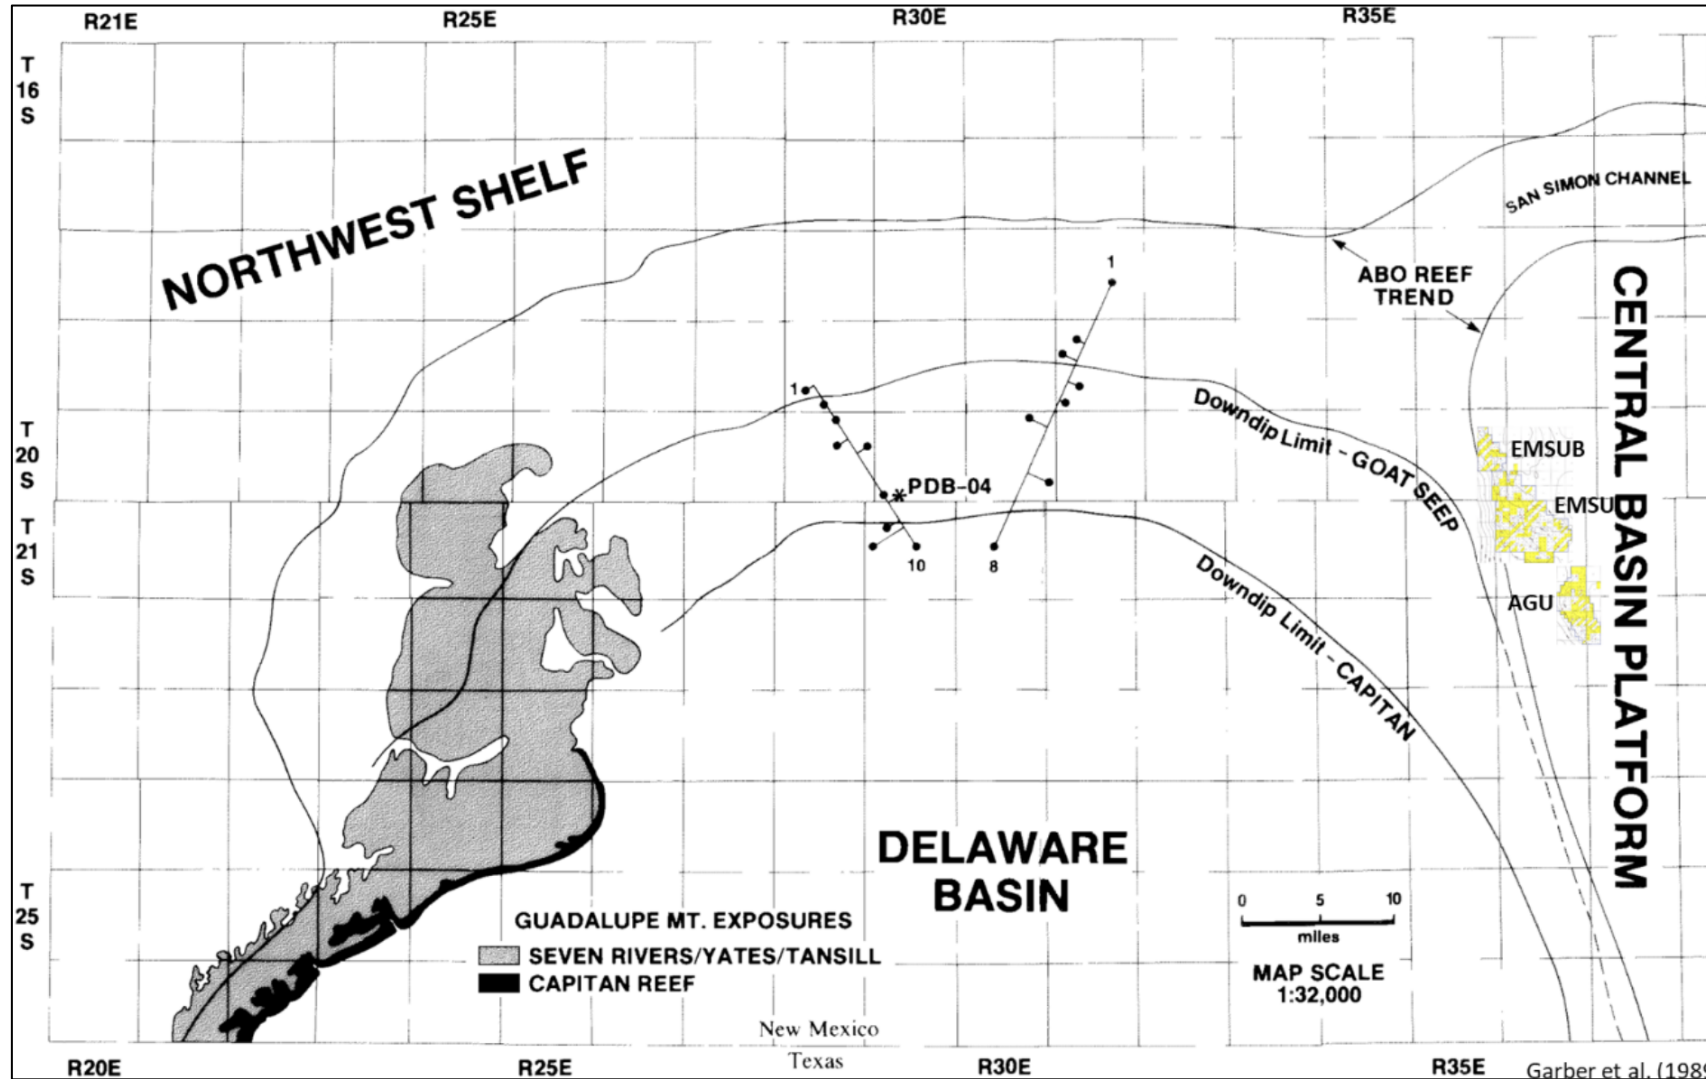 R21E
R25E
R30E
R35E
T
16
S
NORTHWEST SHELF
SAN SIMON CHANNEL
1
ABO REEF
TREND
CENTRAL BASIN PLATFORM
1
Downdip Limit - GOAT SEEP
T
20
S
EMSUB
PDB-04
EMSU
T
21
S
10
8
Downdip Limit - CAPITAN
AGU
DELAWARE
BASIN
T
25
S
0
5
10
miles
GUADALUPE MT. EXPOSURES
SEVEN RIVERS/YATES/TANSILL
CAPITAN REEF
MAP SCALE
1:32,000
New Mexico
Texas
R20E
R25E
R30E
R35E
Garber et al.